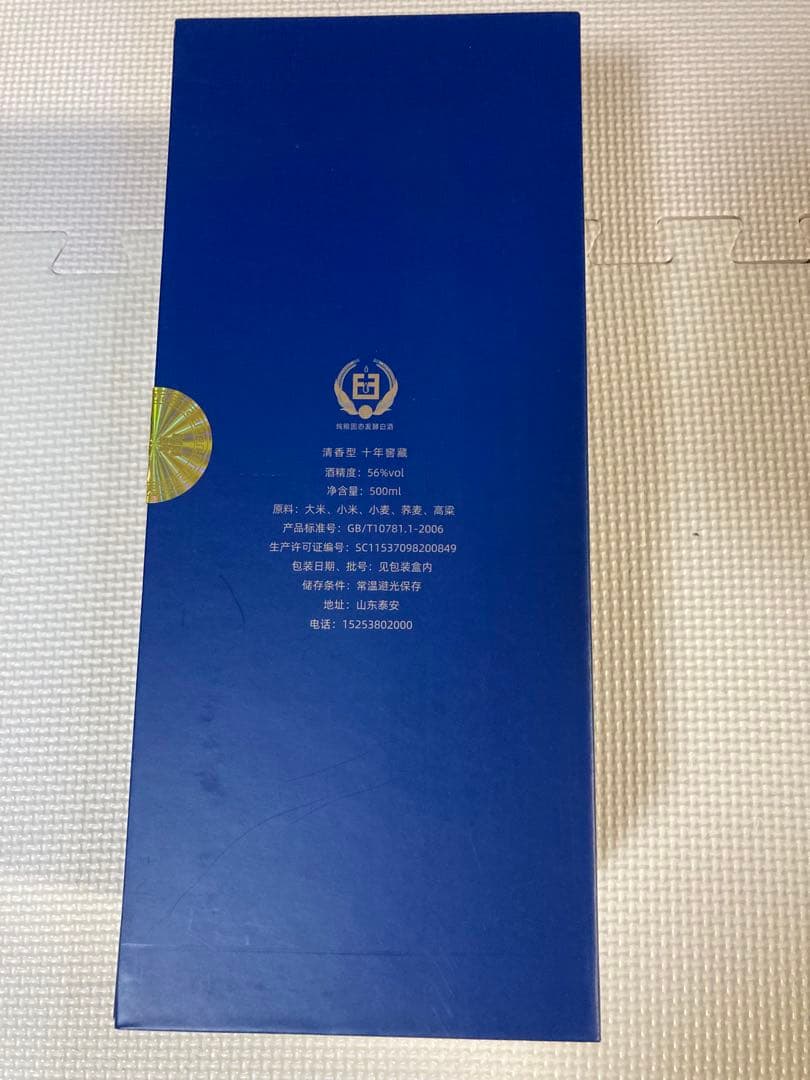 纯粮固态发酵白酒
清香型 十年窖藏
酒精度：56%vol
净含量：500ml
原料：大米、小米、小麦、荞麦、高粱
产品标准号：GB/T10781.1-2006
生产许可证编号：SC11537098200849
包装日期、批号：见包装盒内
储存条件：常温避光保存
地址：山东泰安
电话：15253802000